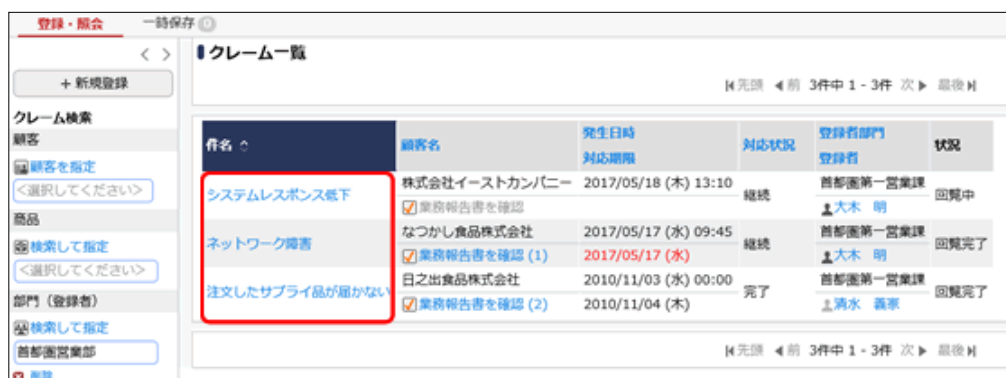 登録・照会 一時保存
< >
クレーム一覧
+ 新規登録
先頭 前 3件中 1 - 3件 次 最後
クレーム検索
顧客
顧客を指定
<選択してください>
商品
検索して指定
<選択してください>
部門(登録者)
検索して指定
首都圏営業部
削除
件名 顧客名 発生日時 対応状況 登録者部門 状況
対応期限 登録者
システムレスポンス低下 株式会社イーストカンパニー 2017/05/18 (木) 13:10 継続 首都圏第一営業課 回覧中
業務報告書を確認 大木 明
ネットワーク障害 なつかし食品株式会社 2017/05/17 (水) 09:45 継続 首都圏第一営業課 回覧完了
業務報告書を確認 (1) 2017/05/17 (水) 大木 明
注文したサプライ品が届かない 日之出食品株式会社 2010/11/03 (水) 00:00 完了 首都圏第一営業課 回覧完了
業務報告書を確認 (2) 2010/11/04 (木) 清水
先頭 前 3件中 1 - 3件 次 最後